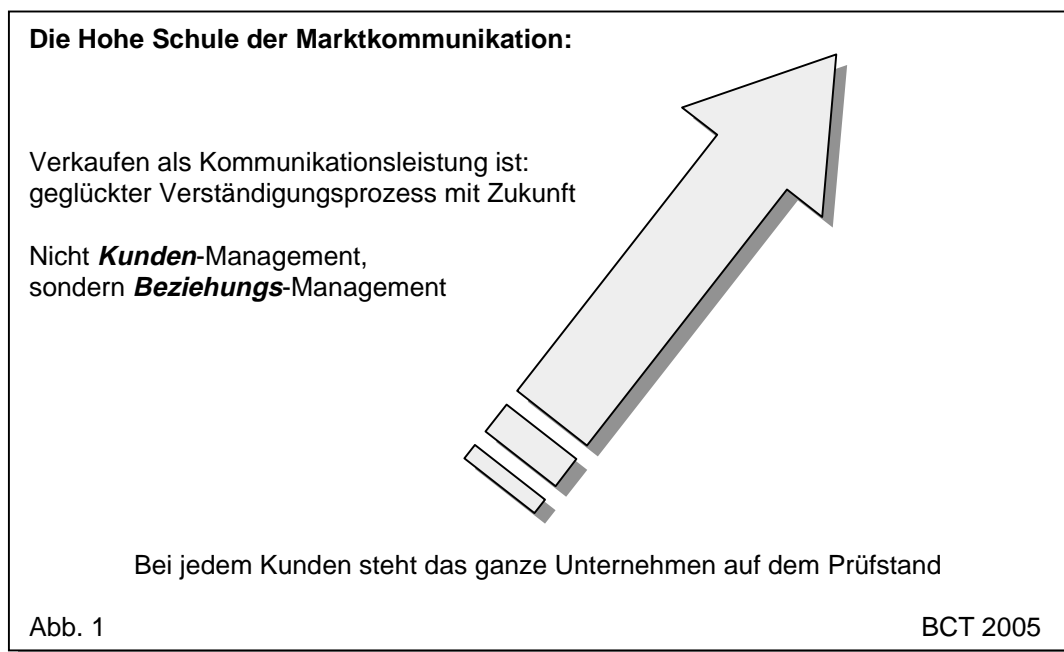 Die Hohe Schule der Marktkommunikation:
Verkaufen als Kommunikationsleistung ist:
geglückter Verständigungsprozess mit Zukunft
Nicht Kunden-Management,
sondern Beziehungs-Management
Bei jedem Kunden steht das ganze Unternehmen auf dem Prüfstand
Abb. 1 BCT 2005